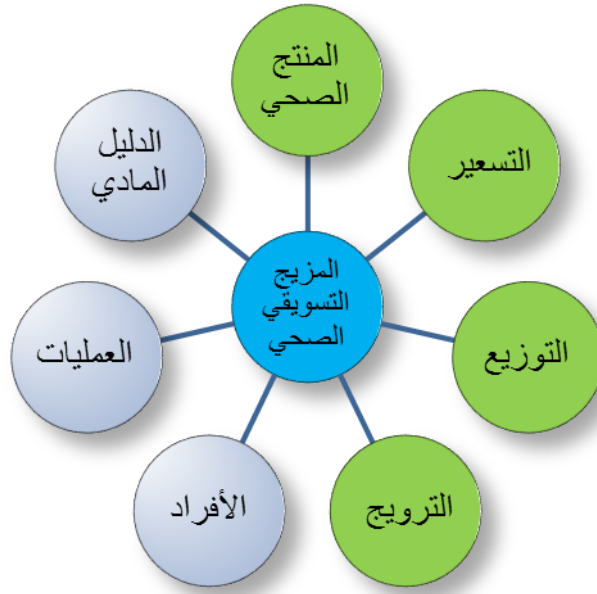 المنتج
الصحي
التسعير
التوزيع
الترويج
الأفراد
العمليات
الدليل
المادي
المزيج
التسويقي
الصحي